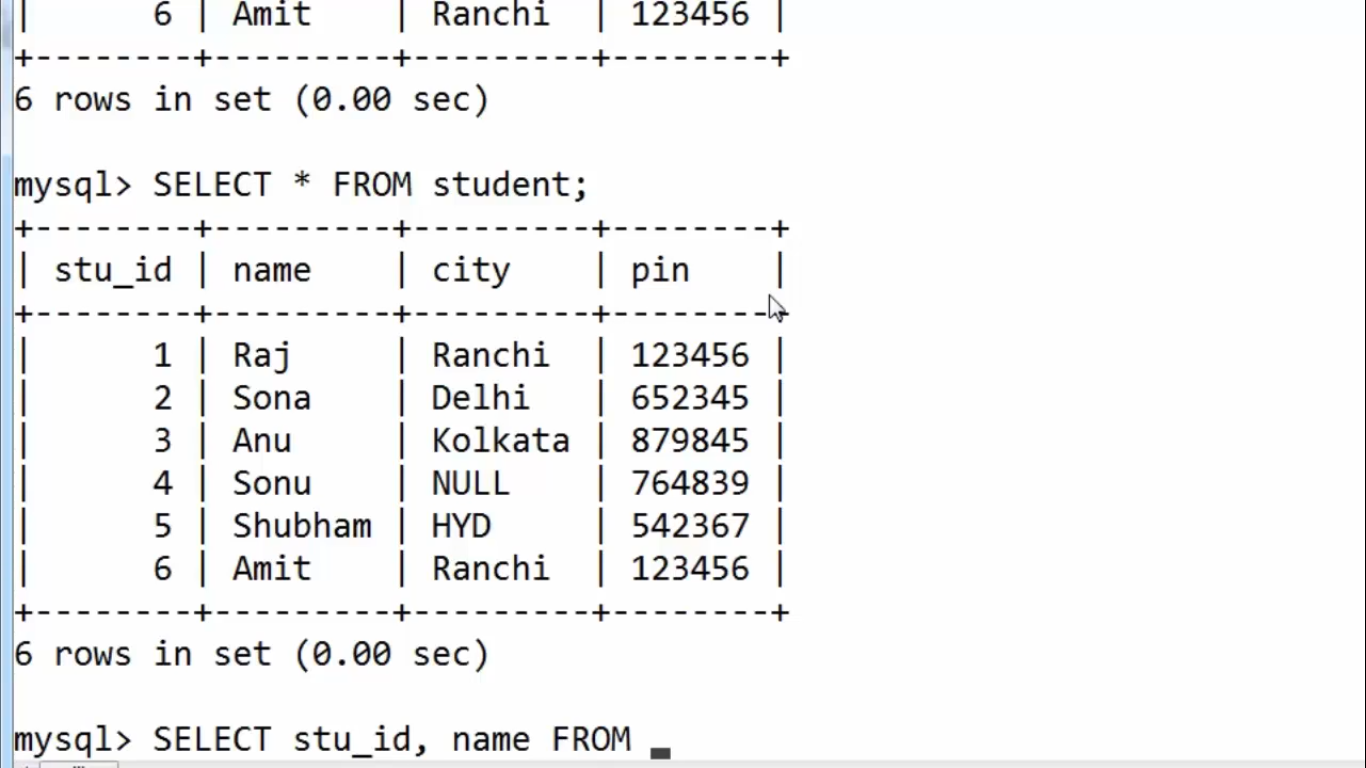 |      6 | Amit    | Ranchi  | 123456 |
+--------+---------+---------+--------+
6 rows in set (0.00 sec)
mysql> SELECT * FROM student;
+--------+---------+---------+--------+
| stu_id | name    | city    | pin    |
+--------+---------+---------+--------+
|      1 | Raj     | Ranchi  | 123456 |
|      2 | Sona    | Delhi   | 652345 |
|      3 | Anu     | Kolkata | 879845 |
|      4 | Sonu    | NULL    | 764839 |
|      5 | Shubham | HYD     | 542367 |
|      6 | Amit    | Ranchi  | 123456 |
+--------+---------+---------+--------+
6 rows in set (0.00 sec)
mysql> SELECT stu_id, name FROM